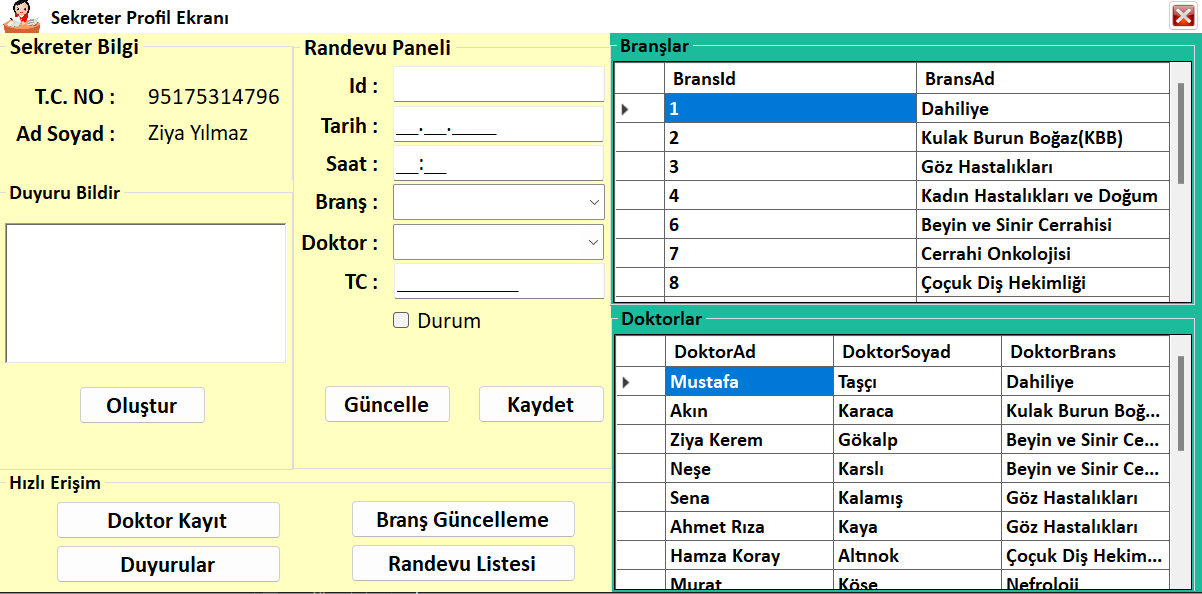 Sekreter Profil Ekranı
Sekreter Bilgi
T.C. NO : 95175314796
Ad Soyad : Ziya Yılmaz
Duyuru Bildir
Oluştur
Randevu Paneli
Id :
Tarih : __.__.____
Saat : __:__
Branş :
Doktor :
TC : ___________
Durum
Güncelle Kaydet
Hızlı Erişim
Doktor Kayıt Branş Güncelleme
Duyurular Randevu Listesi
Branşlar
BransId BransAd
1 Dahiliye
2 Kulak Burun Boğaz(KBB)
3 Göz Hastalıkları
4 Kadın Hastalıkları ve Doğum
6 Beyin ve Sinir Cerrahisi
7 Cerrahi Onkolojisi
8 Çoçuk Diş Hekimliği
Doktorlar
DoktorAd DoktorSoyad DoktorBrans
Mustafa Taşçı Dahiliye
Akın Karaca Kulak Burun Boğ...
Ziya Kerem Gökalp Beyin ve Sinir Ce...
Neşe Karslı Beyin ve Sinir Ce...
Sena Kalamış Göz Hastalıkları
Ahmet Rıza Kaya Göz Hastalıkları
Hamza Koray Altınok Çoçuk Diş Hekim...
Murat Köse Nefroloji